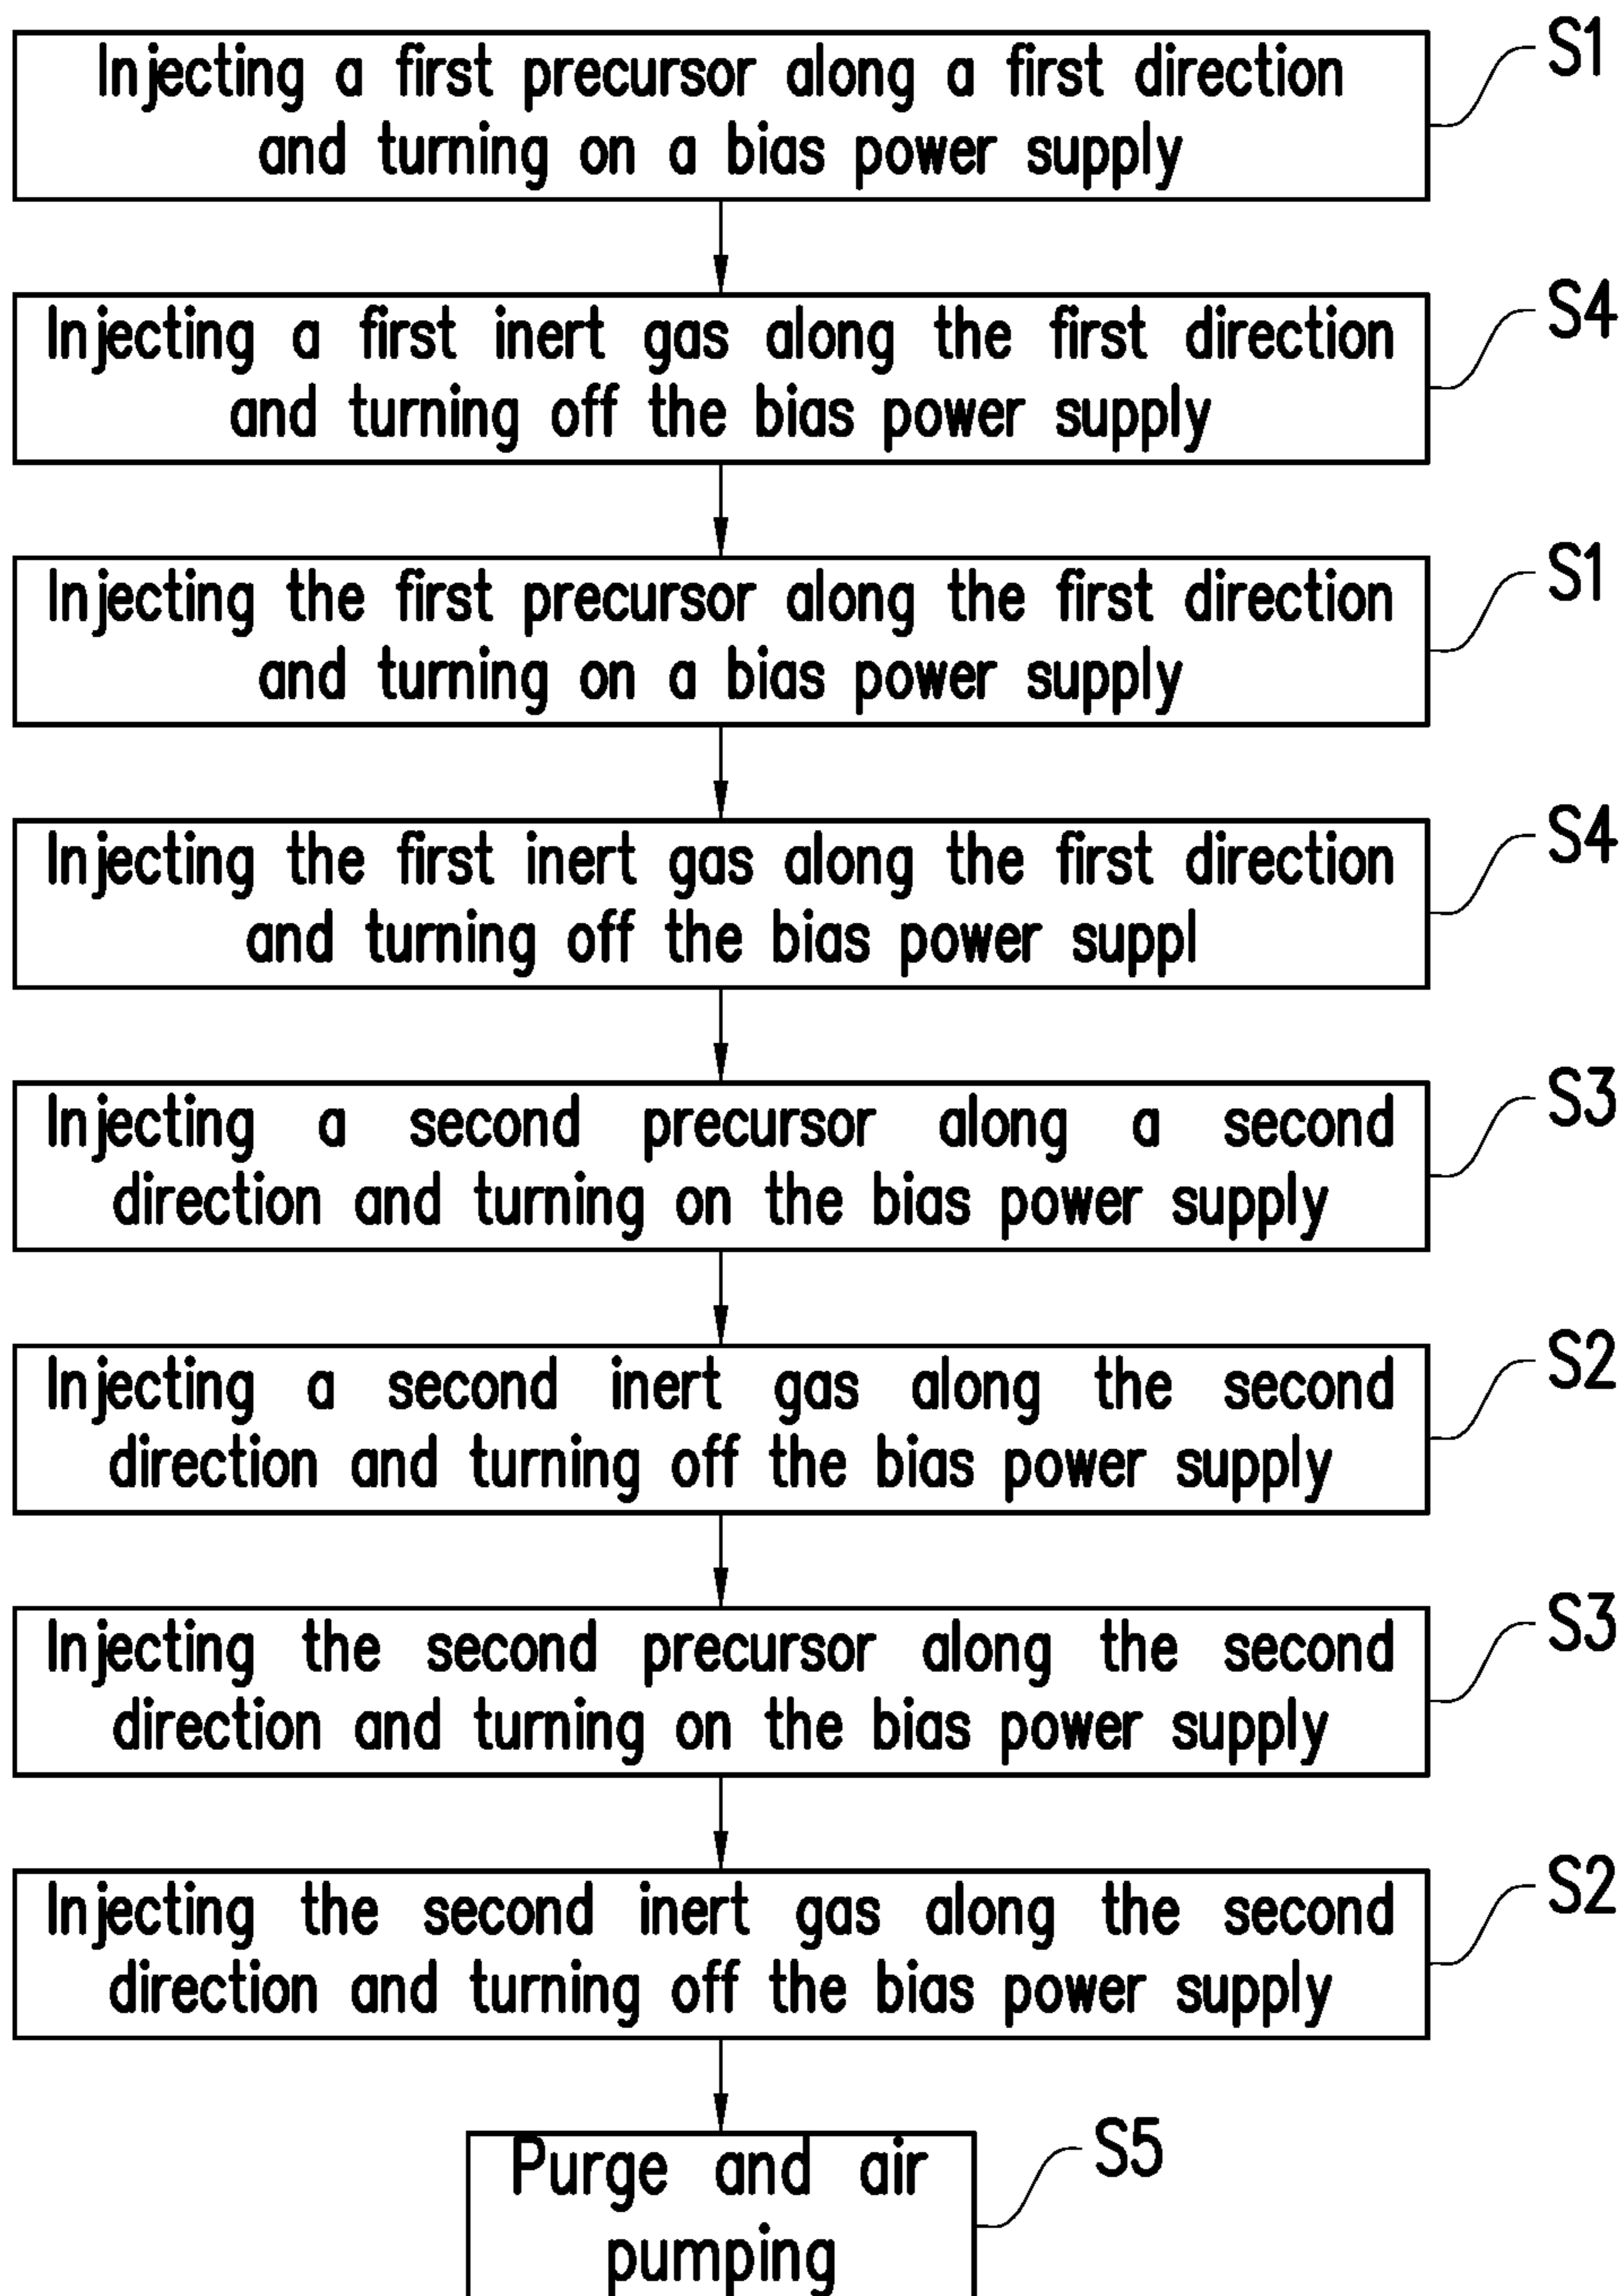 Injecting a first precursor along a first direction
and turning on a bias power supply
S1
Injecting a first inert gas along the first direction
and turning off the bias power supply
S4
Injecting the first precursor along the first direction
and turning on a bias power supply
S1
Injecting the first inert gas along the first direction
and turning off the bias power suppl
S4
Injecting a second precursor along a second
direction and turning on the bias power supply
S3
Injecting a second inert gas along the second
direction and turning off the bias power supply
S2
Injecting the second precursor along the second
direction and turning on the bias power supply
S3
Injecting the second inert gas along the second
direction and turning off the bias power supply
S2
Purge and air
pumping
S5